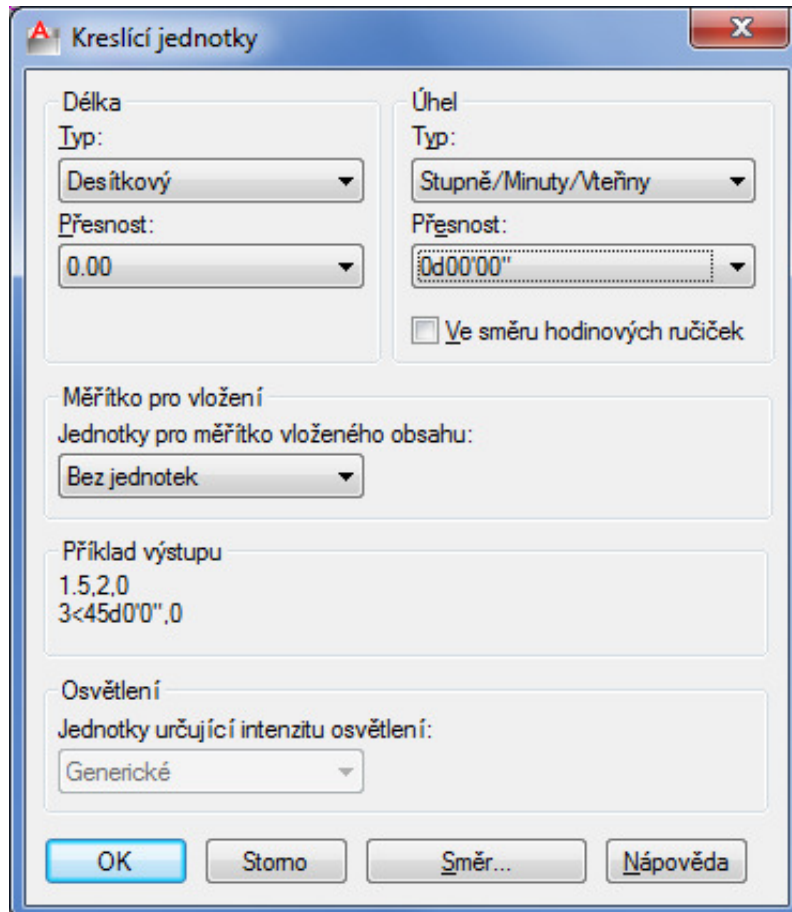 Kreslící jednotky
Délka
Typ:
Desítkový
Přesnost:
0.00
Úhel
Typ:
Stupně/Minuty/Vteřiny
Přesnost:
0d00'00"
Ve směru hodinových ručiček
Měřítko pro vložení
Jednotky pro měřítko vloženého obsahu:
Bez jednotek
Příklad výstupu
1.5,2,0
3<45d0'0",0
Osvětlení
Jednotky určující intenzitu osvětlení:
Generické
OK Storno Směr... Nápověda